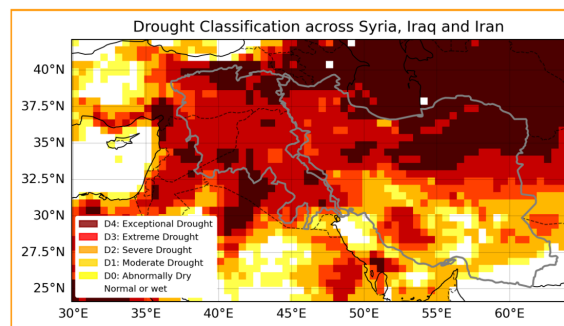 Drought Classification across Syria, Iraq and Iran
40°N
37.5°N
35°N
32.5°N
30°N
27.5°N
25°N
D4: Exceptional Drought
D3: Extreme Drought
D2: Severe Drought
D1: Moderate Drought
D0: Abnormally Dry
Normal or wet
30°E 35°E 40°E 45°E 50°E 55°E 60°E